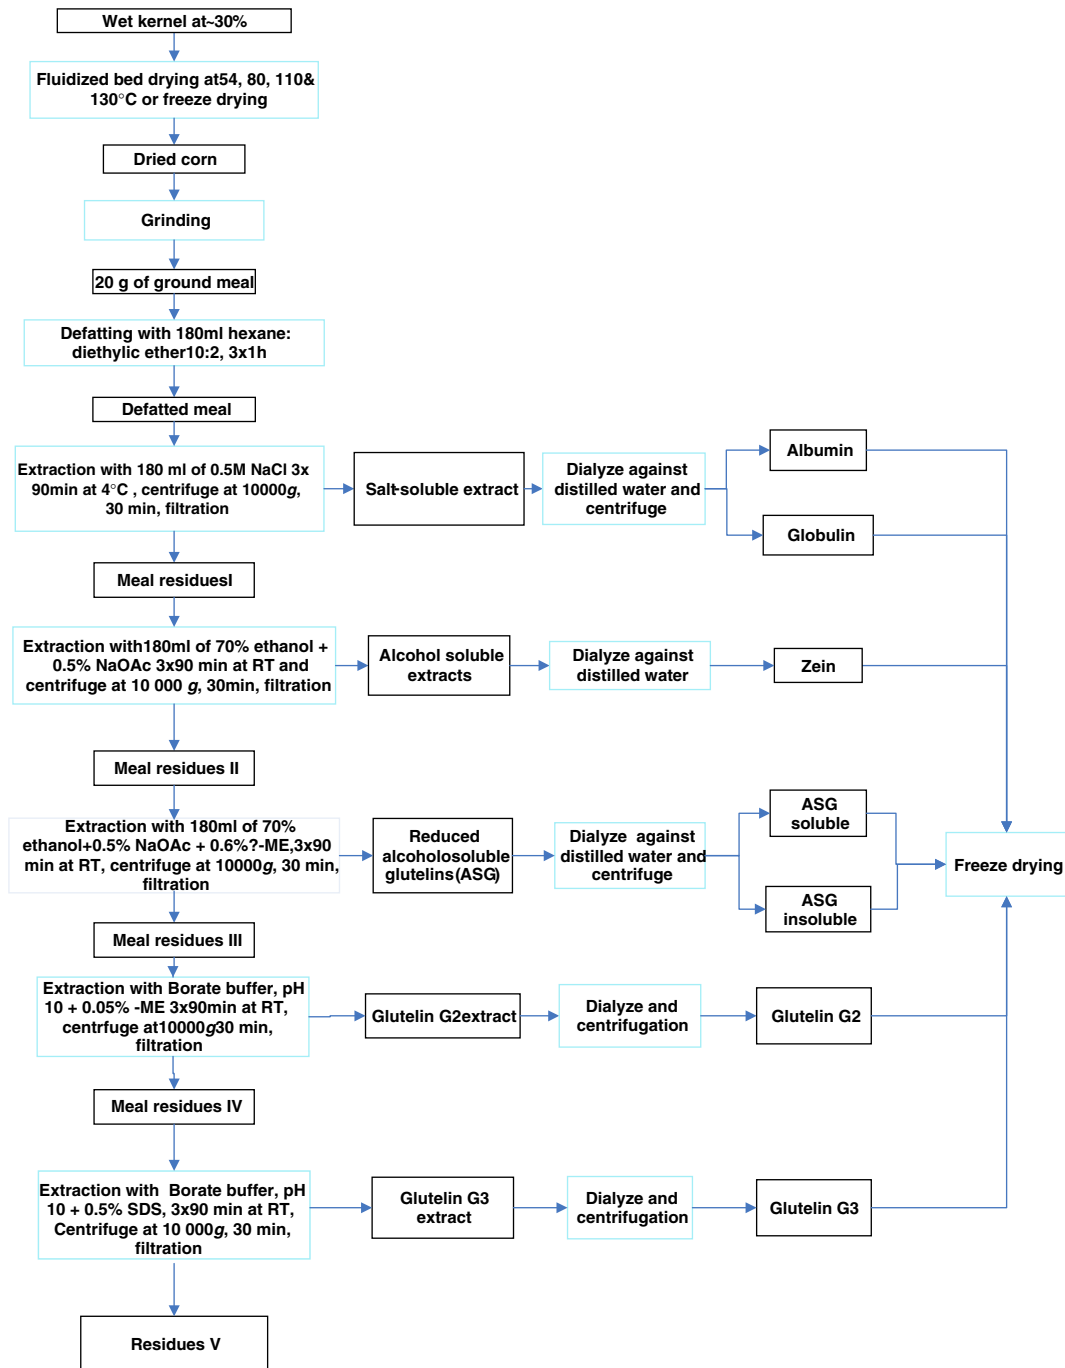 Wet kernel at~30%
Fluidized bed drying at54, 80, 110&
130°C or freeze drying
Dried corn
Grinding
20 g of ground meal
Defatting with 180ml hexane:
diethylic ether10:2, 3x1h
Defatted meal
Extraction with 180 ml of 0.5M NaCl 3x
90min at 4°C , centrifuge at 10000g,
30 min, filtration
Salt-soluble extract
Dialyze against
distilled water and
centrifuge
Albumin
Globulin
Meal residuesI
Extraction with180ml of 70% ethanol +
0.5% NaOAc 3x90 min at RT and
centrifuge at 10 000 g, 30min, filtration
Alcohol soluble
extracts
Dialyze against
distilled water
Zein
Meal residues II
Extraction with 180ml of 70%
ethanol+0.5% NaOAc + 0.6%?-ME,3x90
min at RT, centrifuge at 10000g, 30 min,
filtration
Reduced
alcoholosoluble
glutelins(ASG)
Dialyze against
distilled water and
centrifuge
ASG
soluble
ASG
insoluble
Freeze drying
Meal residues III
Extraction with Borate buffer, pH
10 + 0.05% -ME 3x90min at RT,
centrfuge at10000g30 min,
filtration
Glutelin G2extract
Dialyze and
centrifugation
Glutelin G2
Meal residues IV
Extraction with Borate buffer, pH
10 + 0.5% SDS, 3x90 min at RT,
Centrifuge at 10 000g, 30 min,
filtration
Glutelin G3
extract
Dialyze and
centrifugation
Glutelin G3
Residues V